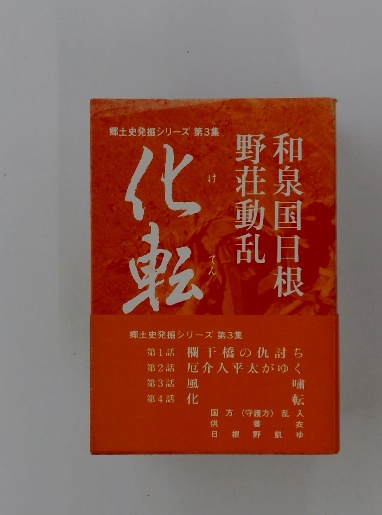 郷土史発掘シリーズ 第3集
和泉国日根
野荘動乱
化転
けてん
郷土史発掘シリーズ 第3集
第1話 欄干橋の仇討ち
第2話 厄介人平太がゆく
第3話 風嘯
第4話 化転
国方（守護方）乱入
供養衣
日根野飢ゆ